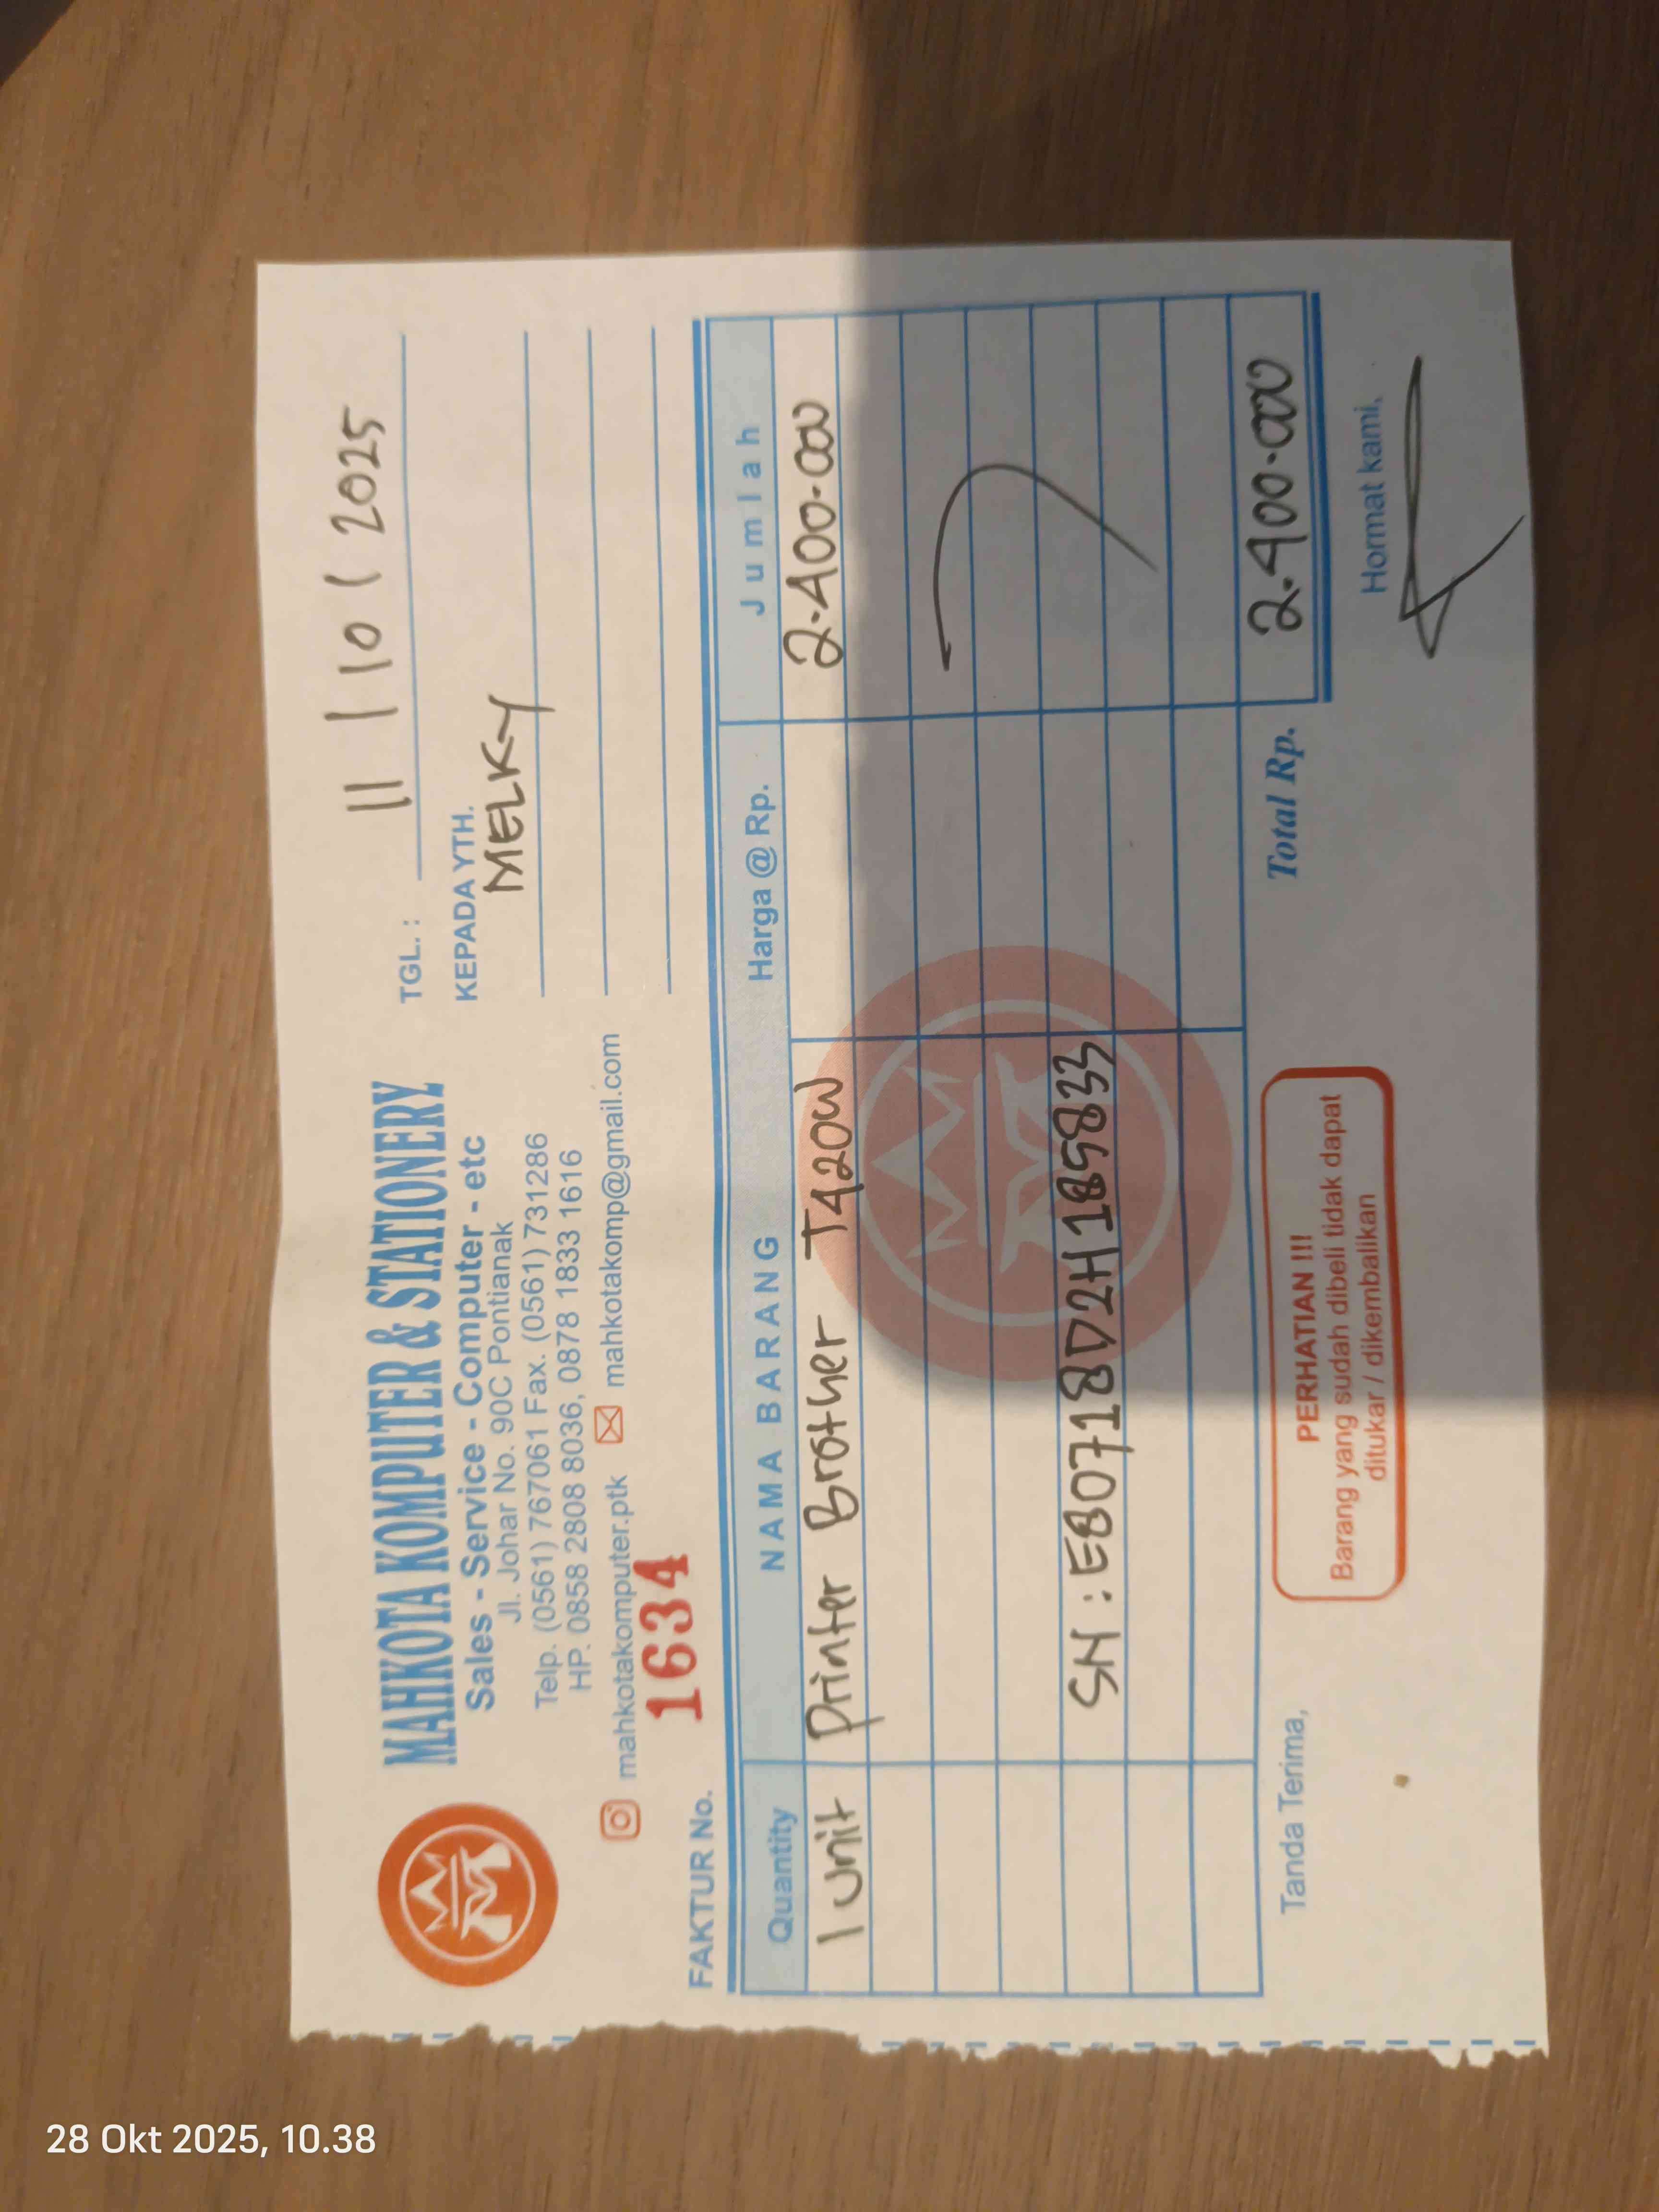 MAHKOTA KOMPUTER & STATIONERY
Sales - Service - Computer - etc
Jl. Johar No. 90C Pontianak
Telp. (0561) 767061 Fax. (0561) 731286
HP. 0858 2808 8036, 0878 1833 1616
mahkotakomputer.ptk mahkotakomp@gmail.com
TGL. : 11/10/2025
KEPADA YTH.
MELKY
FAKTUR No. 1634
Quantity NAMA BARANG Harga @ Rp. Jumlah
1 unit Printer Brother T420W 2.400.000
SN : E80718D2H189833
Total Rp. 2.400.000
Tanda Terima,
PERHATIAN !!!
Barang yang sudah dibeli tidak dapat
ditukar / dikembalikan
Hormat kami,
28 Okt 2025, 10.38